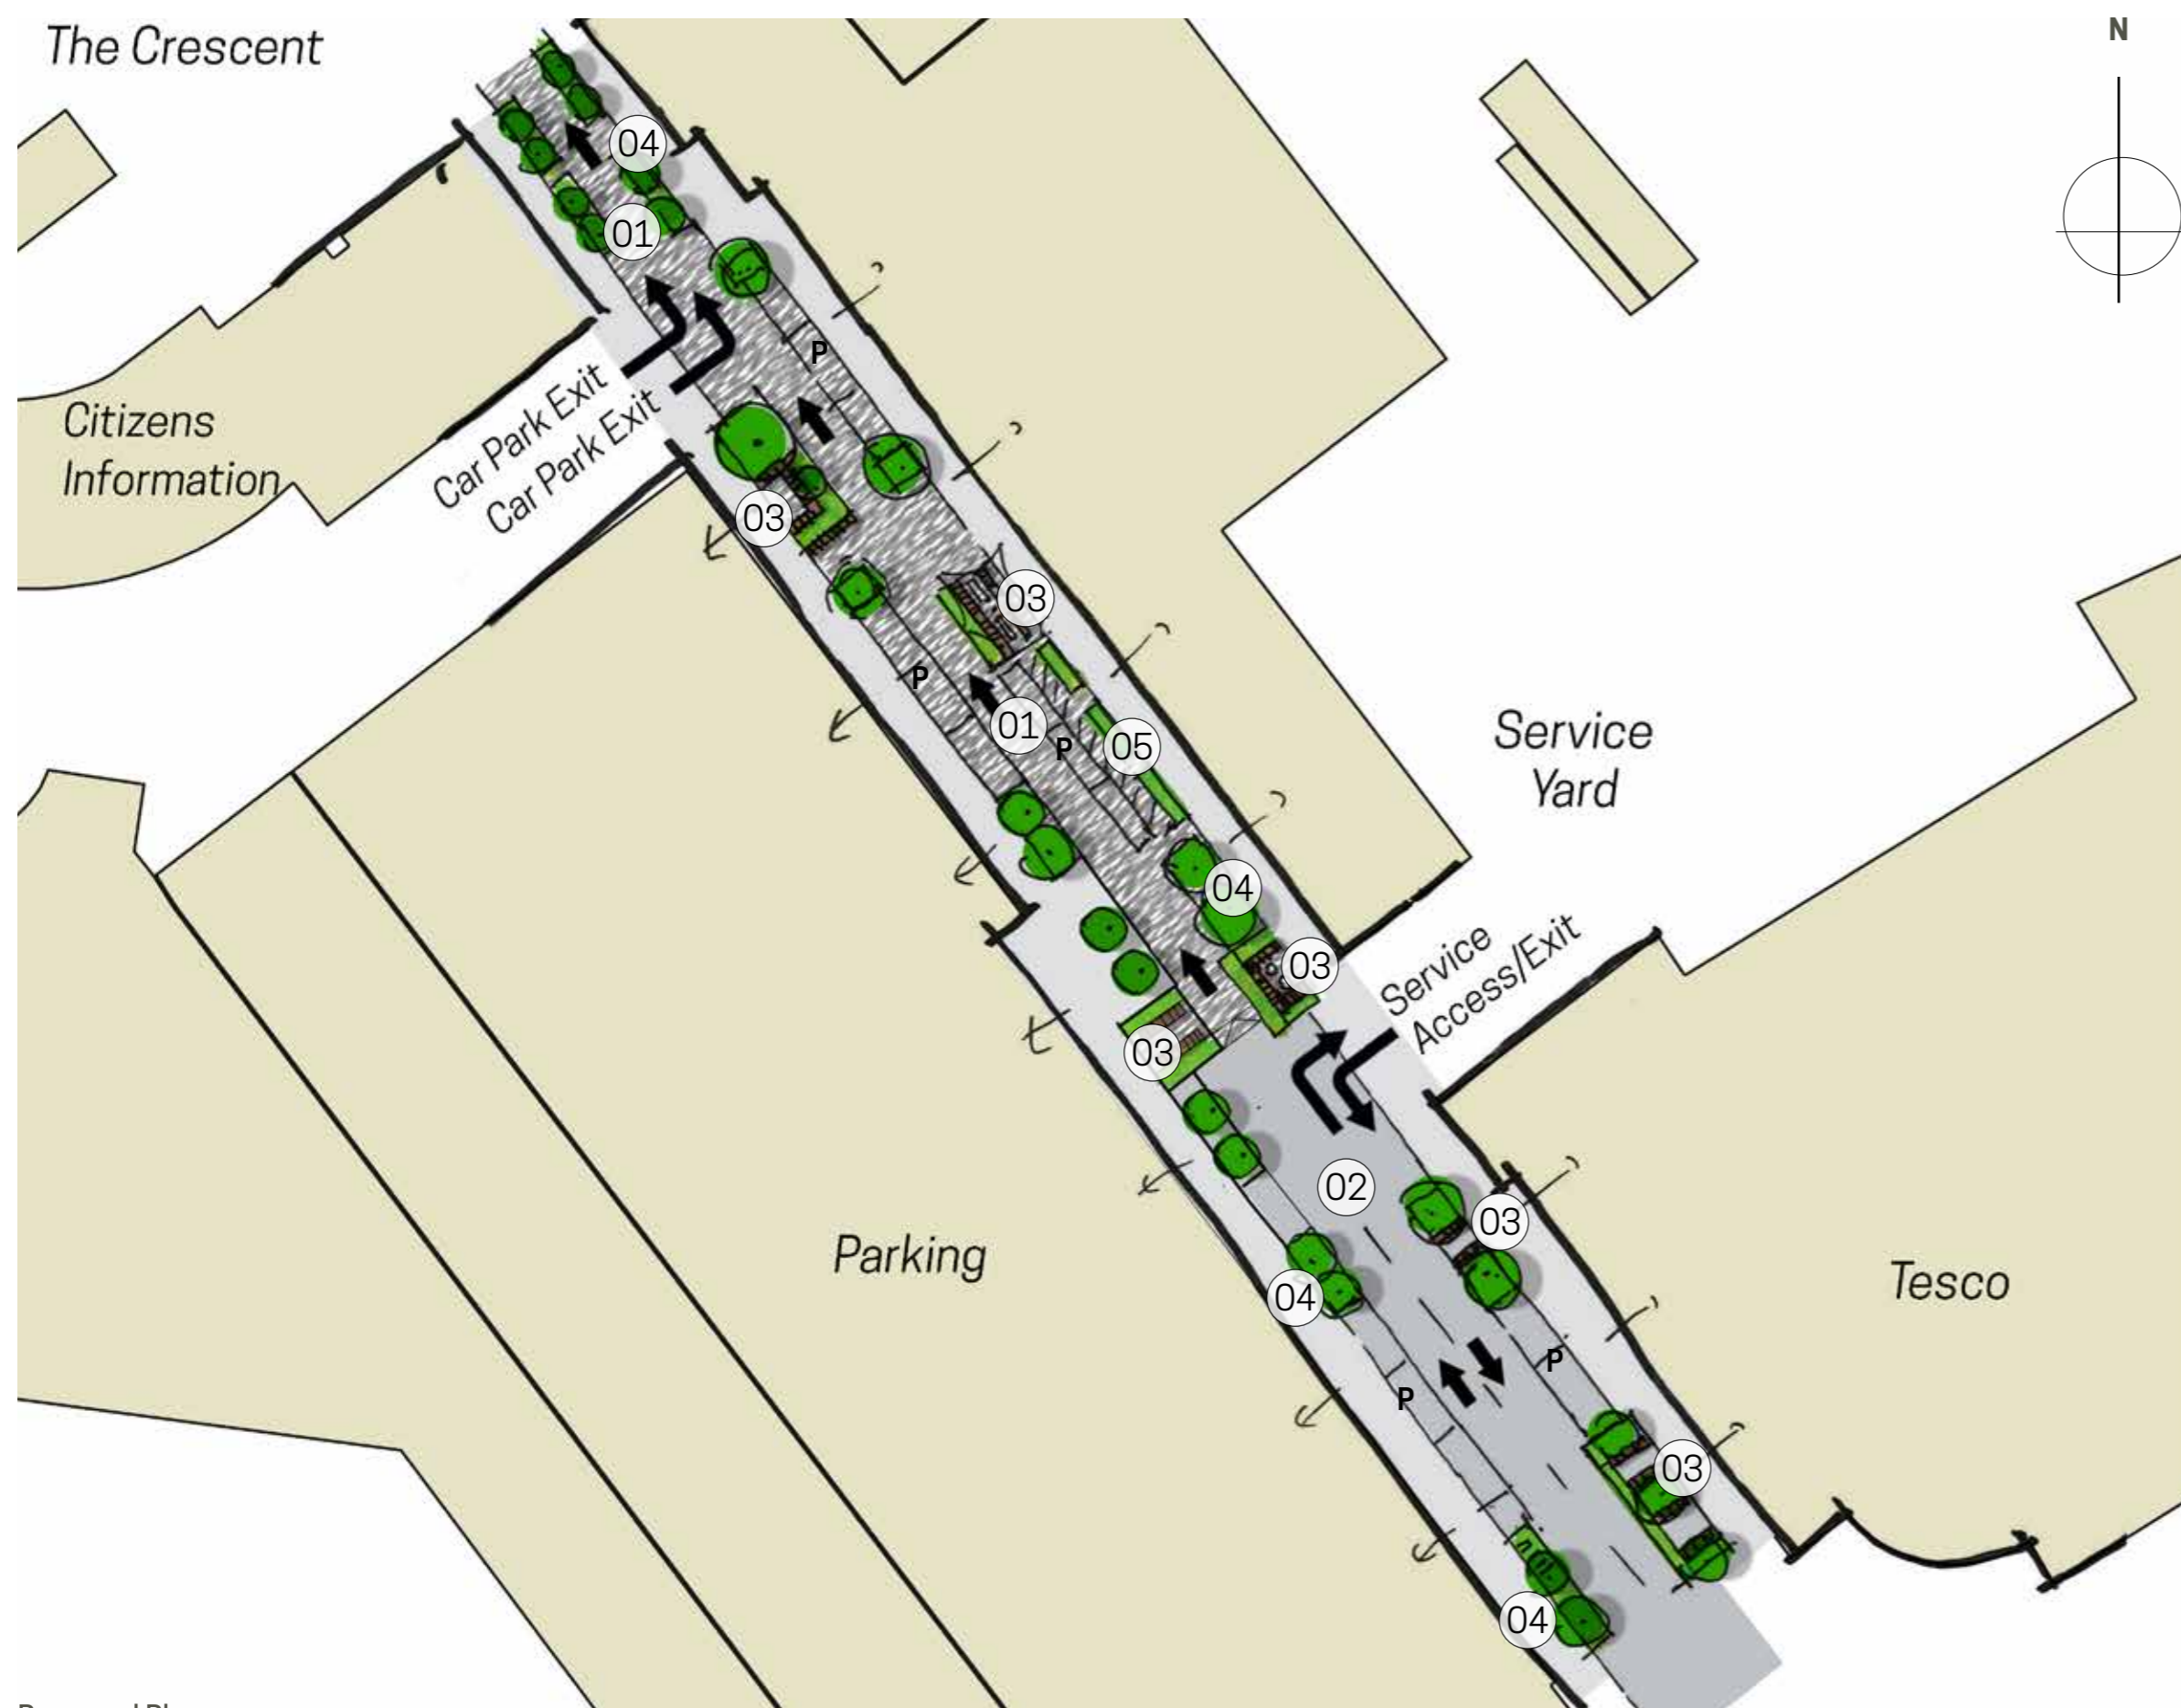 The Crescent
N
04
01
P
Citizens
Information
Car Park Exit
Car Park Exit
03
03
P
01
P
05
Service
Yard
04
03
Service
Access/Exit
03
02
03
Parking
04
Tesco
P
P
03
04